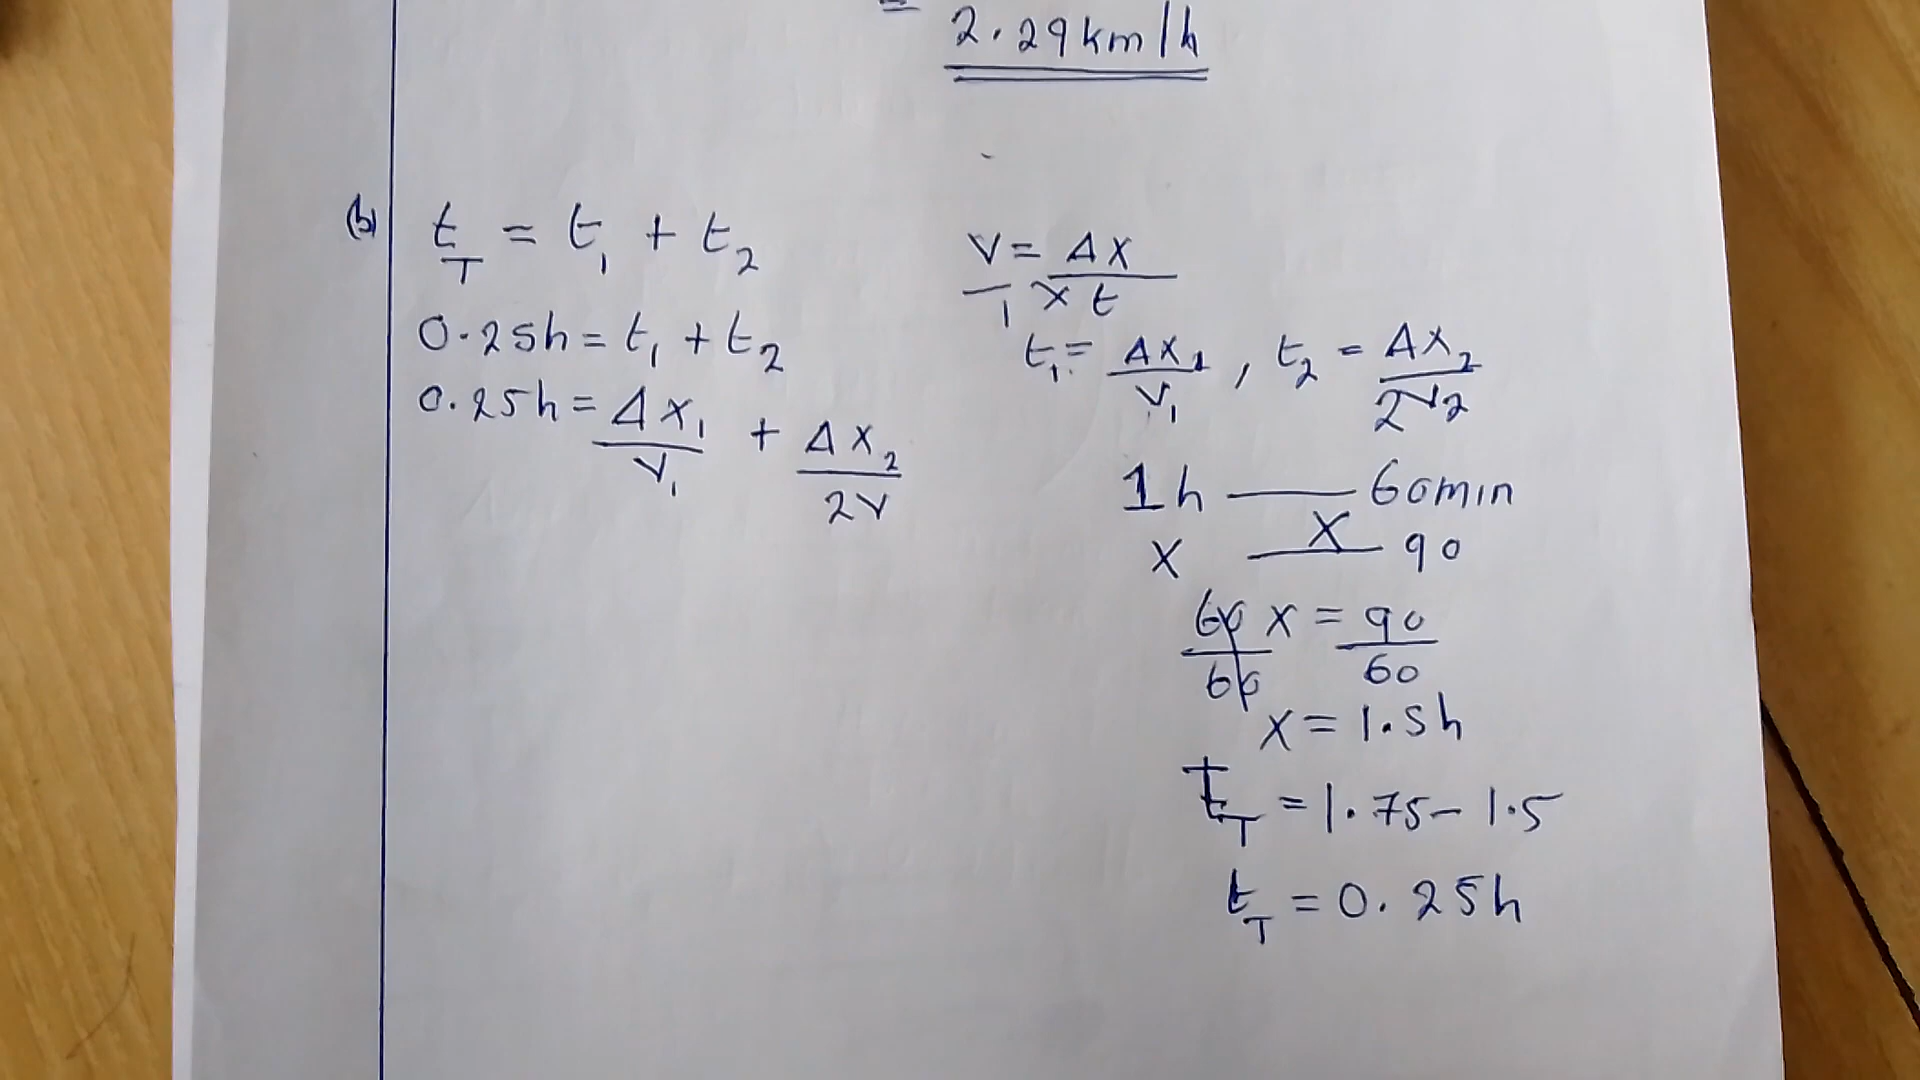 =
2.29km/h
(b) t_T = t_1 + t_2
0.25h = t_1 + t_2
0.25h = Δx_1/v_1 + Δx_2/2v
v/1 = Δx/t
t_1 = Δx_1/v_1 , t_2 = Δx_2/2v_2
1h — 60min
x
x — 90
60x/60 = 90/60
x = 1.5h
t_T = 1.75 - 1.5
t_T = 0.25h